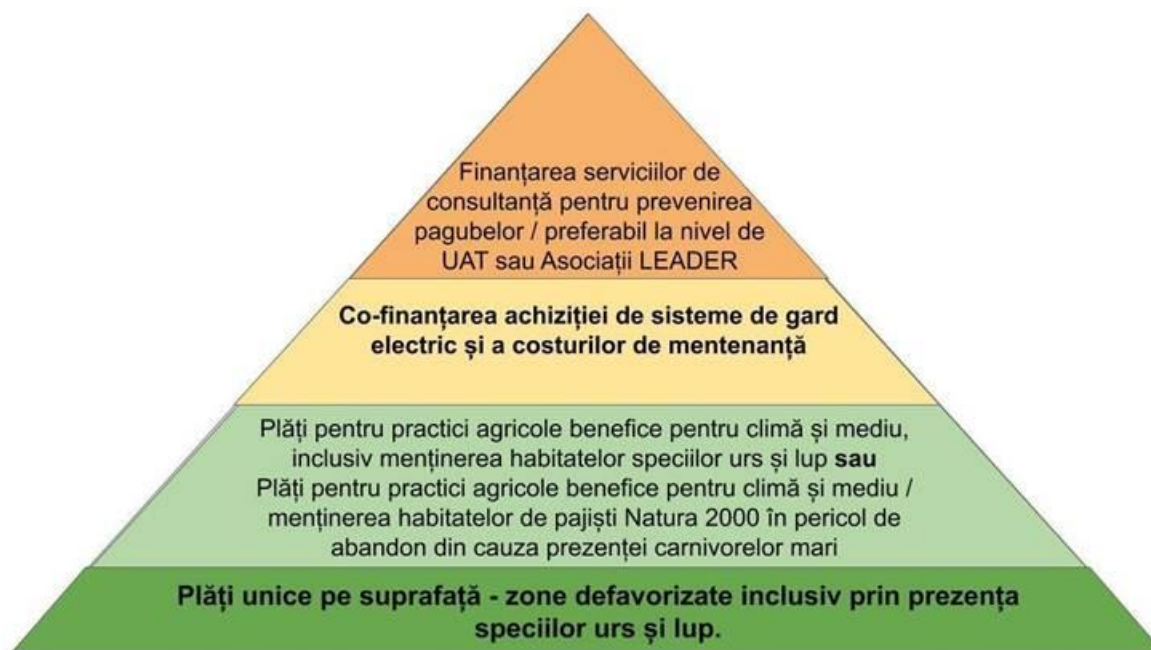 Finanțarea serviciilor de
consultanță pentru prevenirea
pagubelor / preferabil la nivel de
UAT sau Asociații LEADER
Co-finanțarea achiziției de sisteme de gard
electric și a costurilor de mentenanță
Plăți pentru practici agricole benefice pentru climă și mediu,
inclusiv menținerea habitatelor speciilor urs și lup sau
Plăți pentru practici agricole benefice pentru climă și mediu /
menținerea habitatelor de pajiști Natura 2000 în pericol de
abandon din cauza prezenței carnivorelor mari
Plăți unice pe suprafață - zone defavorizate inclusiv prin prezența
speciilor urs și lup.